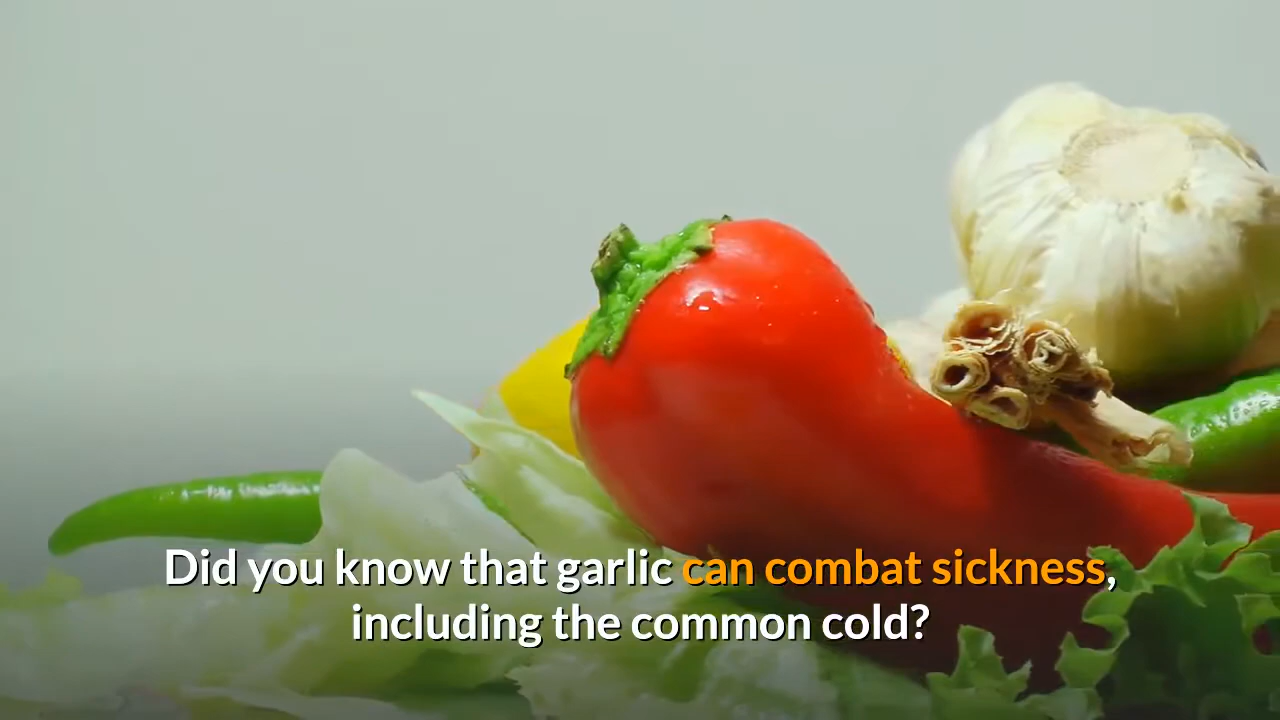 Did you know that garlic can combat sickness,
including the common cold?